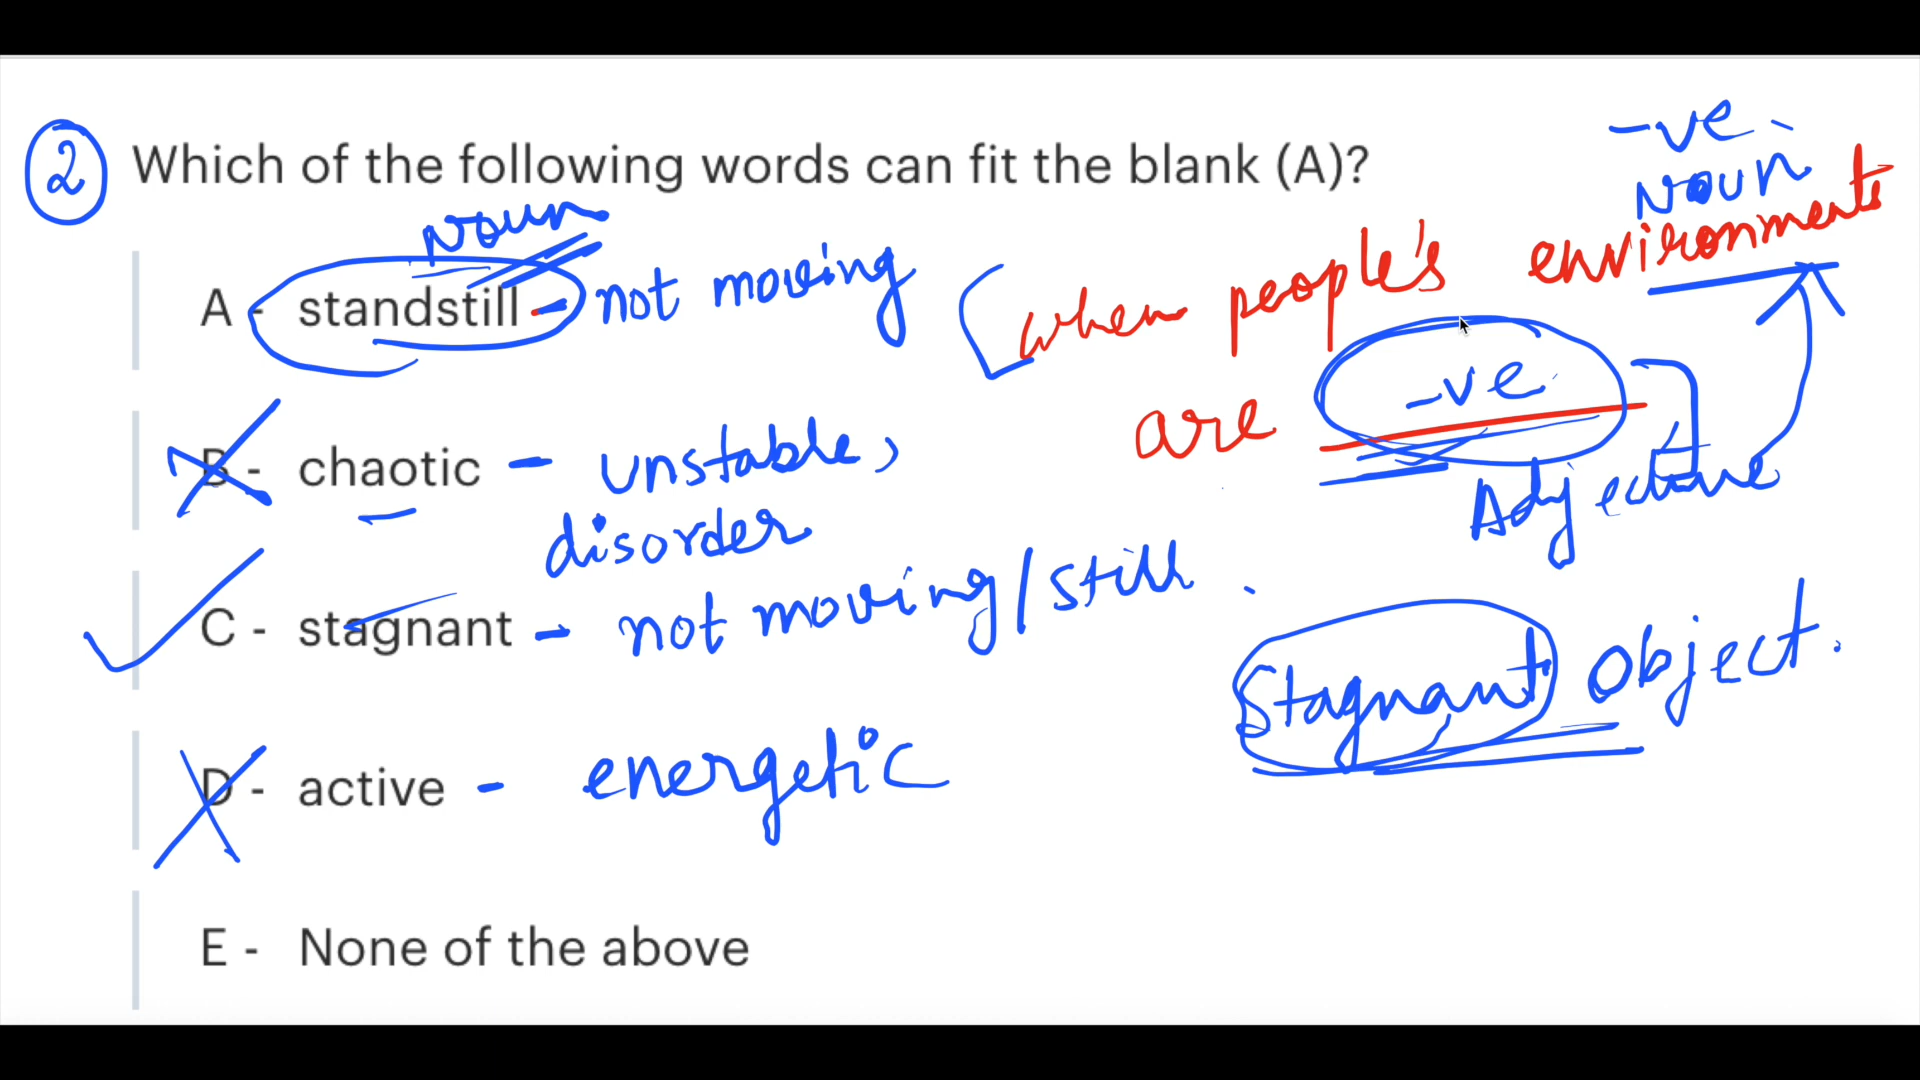 2 Which of the following words can fit the blank (A)?
-ve
Noun
Noun
A - standstill - not moving
when people's environments
are -ve
Adjective
B - chaotic - unstable,
disorder
C - stagnant - not moving/still.
Stagnant object.
D - active - energetic
E - None of the above